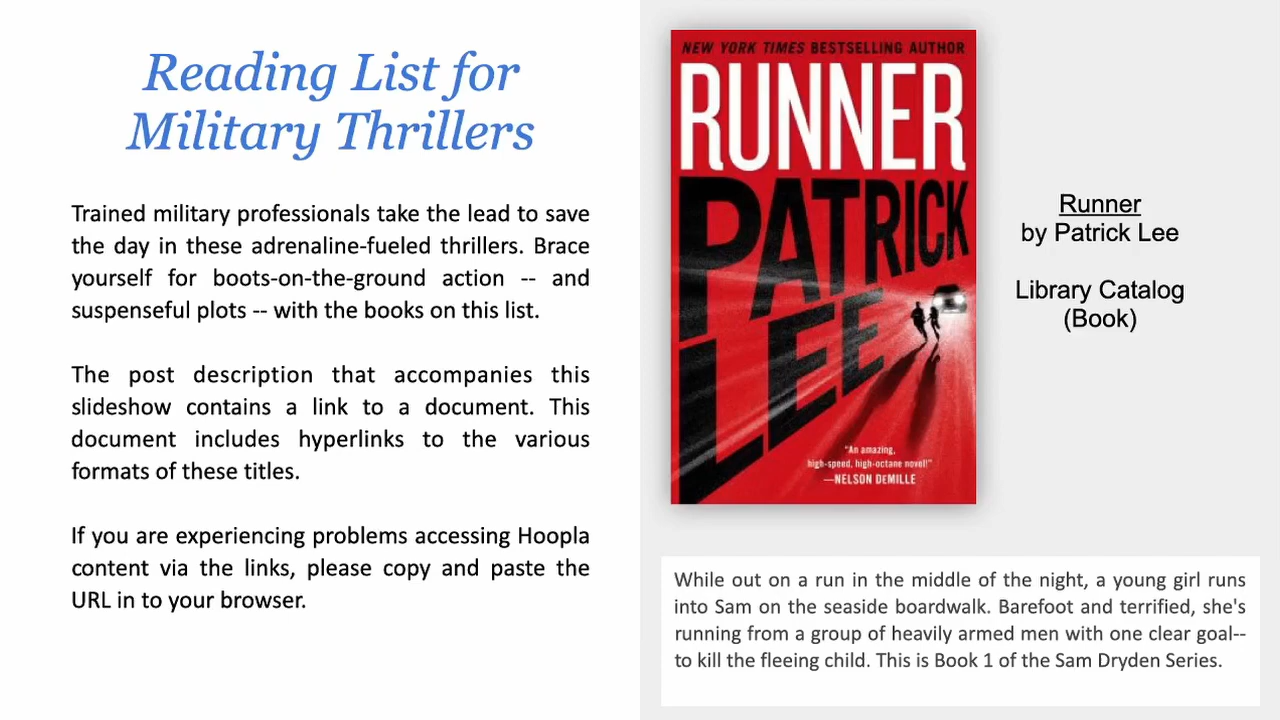 Reading List for
Military Thrillers
Trained military professionals take the lead to save
the day in these adrenaline-fueled thrillers. Brace
yourself for boots-on-the-ground action -- and
suspenseful plots -- with the books on this list.
The post description that accompanies this
slideshow contains a link to a document. This
document includes hyperlinks to the various
formats of these titles.
If you are experiencing problems accessing Hoopla
content via the links, please copy and paste the
URL in to your browser.
NEW YORK TIMES BESTSELLING AUTHOR
RUNNER
PATRICK
LEE
"An amazing,
high-speed, high-octane novel!"
—NELSON DeMILLE
Runner
by Patrick Lee
Library Catalog
(Book)
While out on a run in the middle of the night, a young girl runs
into Sam on the seaside boardwalk. Barefoot and terrified, she's
running from a group of heavily armed men with one clear goal--
to kill the fleeing child. This is Book 1 of the Sam Dryden Series.